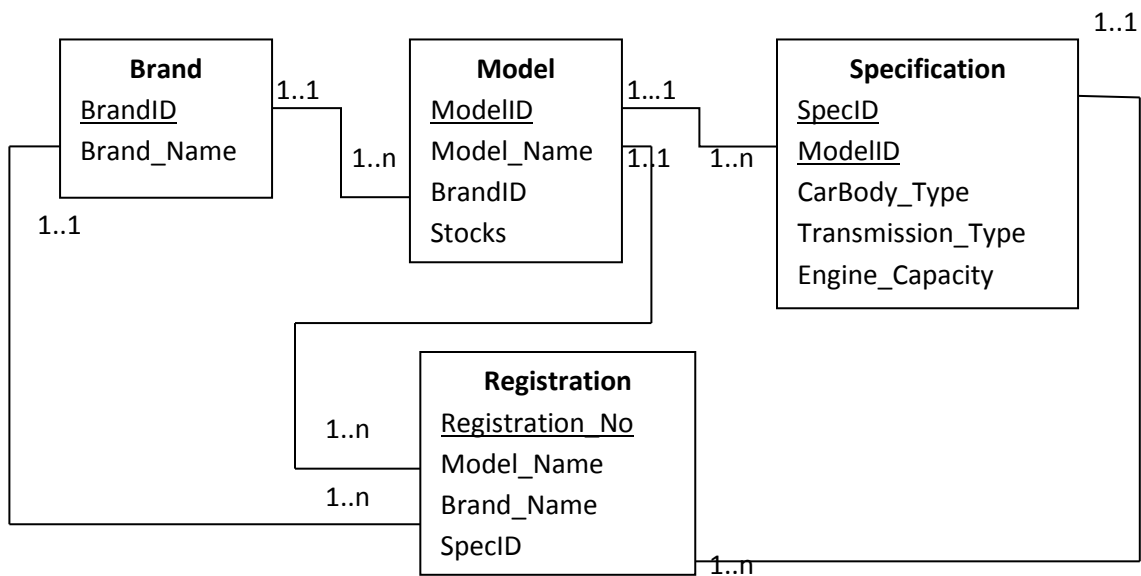 1..1
Brand
BrandID
Brand_Name
1..1
1..n
1..1
Model
ModelID
Model_Name
BrandID
Stocks
1...1
1..1
1..n
Specification
SpecID
ModelID
CarBody_Type
Transmission_Type
Engine_Capacity
Registration
Registration_No
Model_Name
Brand_Name
SpecID
1..n
1..n
1..n